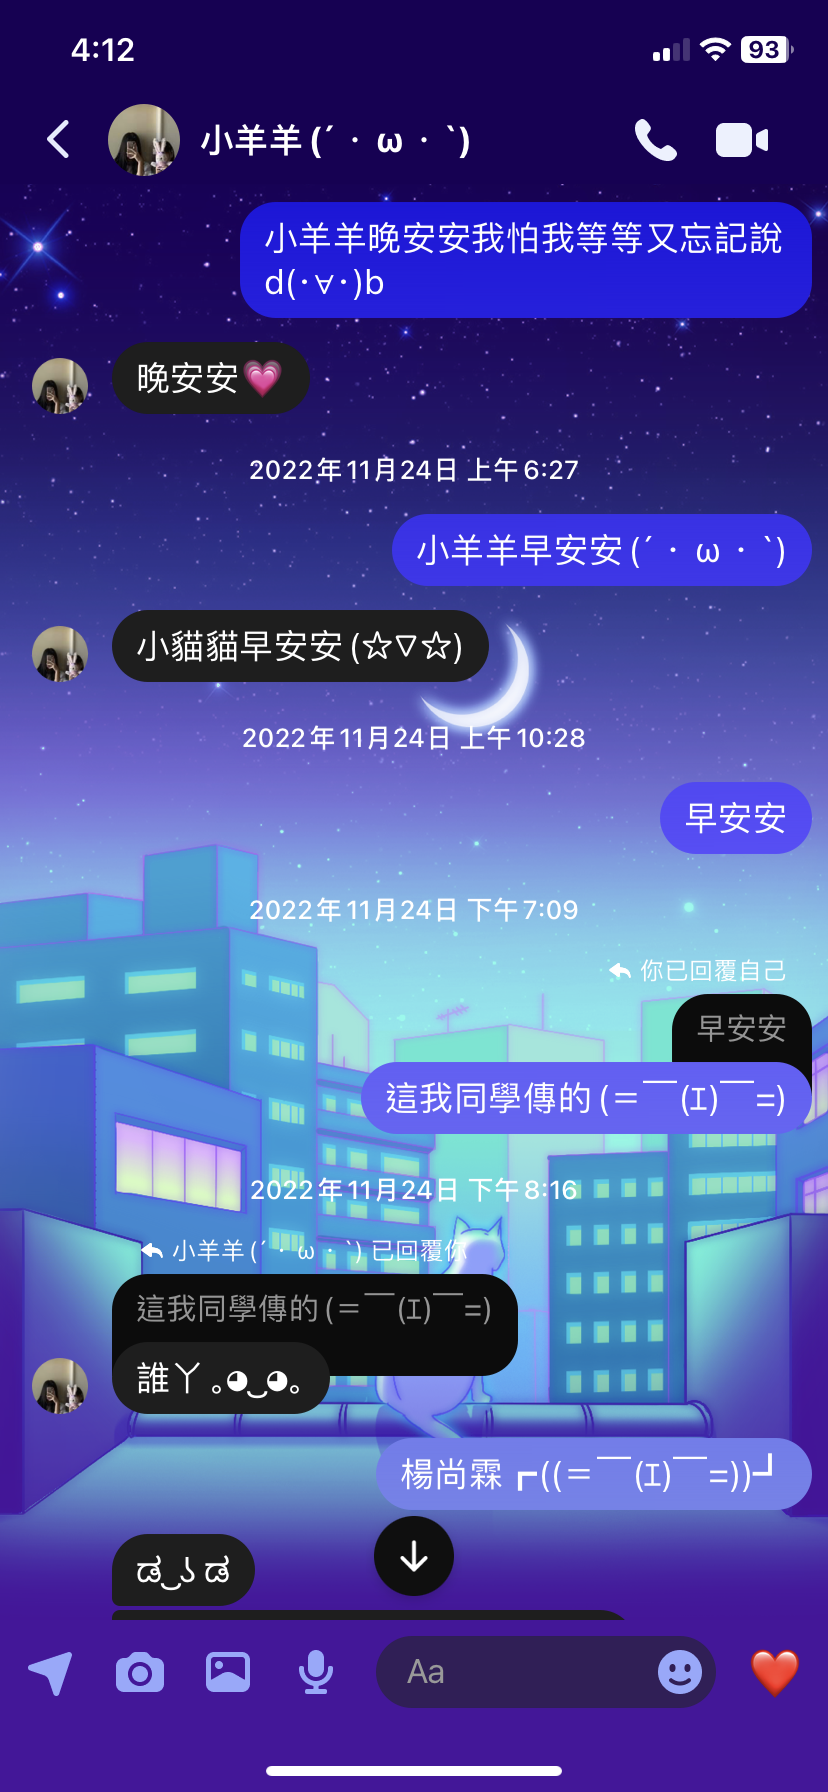 4:12
93
小羊羊(´・ω・`)
小羊羊晚安安我怕我等等又忘記說
d(･∀･)b
晚安安💗
2022年11月24日 上午6:27
小羊羊早安安(´・ω・`)
小貓貓早安安(☆▽☆)
2022年11月24日 上午10:28
早安安
2022年11月24日 下午7:09
你已回覆自己
早安安
這我同學傳的(＝￣(ｴ)￣=)
2022年11月24日 下午8:16
小羊羊(´・ω・`) 已回覆你
這我同學傳的(＝￣(ｴ)￣=)
誰丫 ｡◕‿◕｡
楊尚霖┏((＝￣(ｴ)￣=))┛
ಡ ͜ ʖ ಡ
Aa